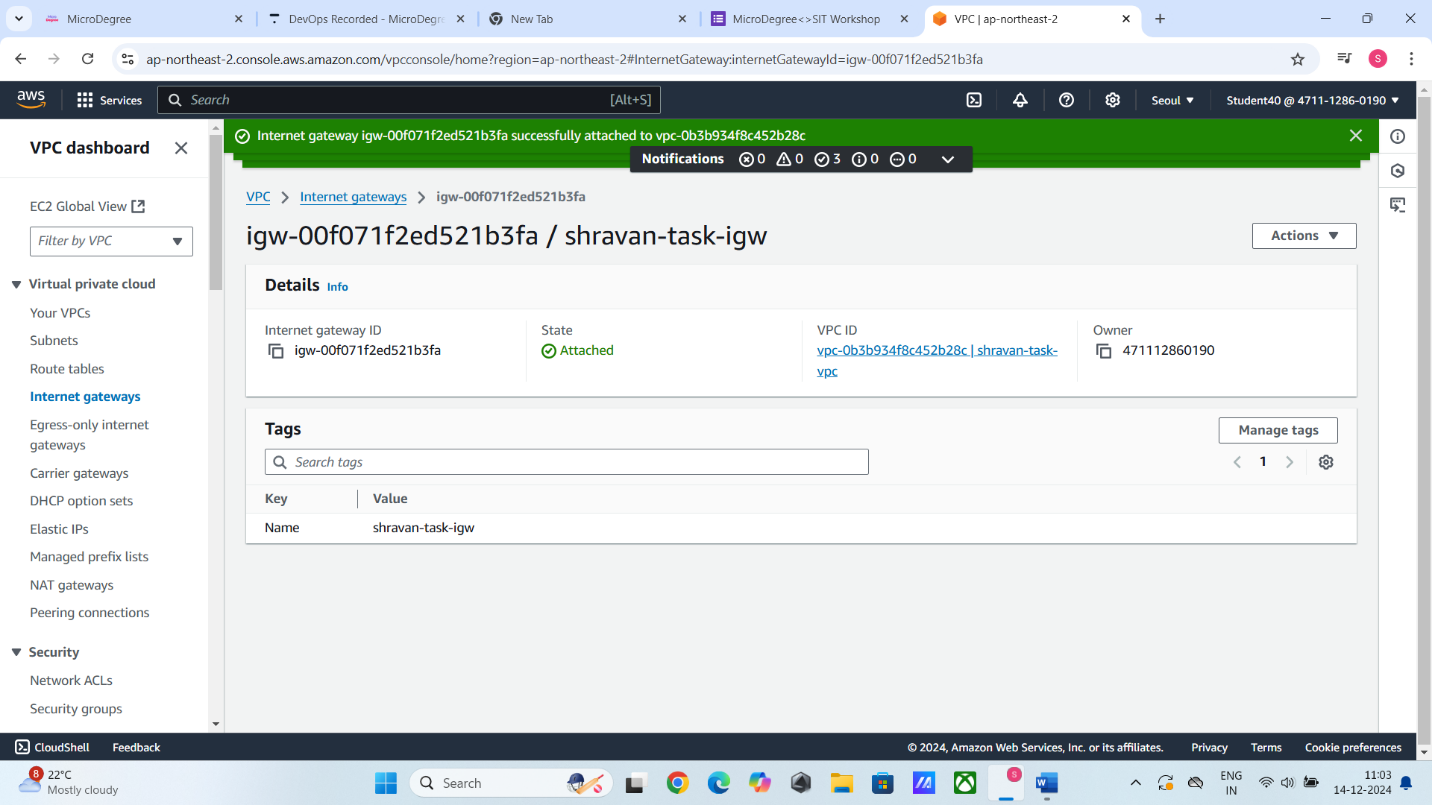 MicroDegree
DevOps Recorded - MicroDegre
New Tab
MicroDegree<>SIT Workshop
VPC | ap-northeast-2
ap-northeast-2.console.aws.amazon.com/vpcconsole/home?region=ap-northeast-2#InternetGateway:internetGatewayId=igw-00f071f2ed521b3fa
S
aws
Services
Search
[Alt+S]
Seoul
Student40 @ 4711-1286-0190
VPC dashboard
EC2 Global View
Filter by VPC
Virtual private cloud
Your VPCs
Subnets
Route tables
Internet gateways
Egress-only internet
gateways
Carrier gateways
DHCP option sets
Elastic IPs
Managed prefix lists
NAT gateways
Peering connections
Security
Network ACLs
Security groups
Internet gateway igw-00f071f2ed521b3fa successfully attached to vpc-0b3b934f8c452b28c
Notifications 0 0 3 0 0
VPC > Internet gateways > igw-00f071f2ed521b3fa
igw-00f071f2ed521b3fa / shravan-task-igw
Actions
Details Info
Internet gateway ID
igw-00f071f2ed521b3fa
State
Attached
VPC ID
vpc-0b3b934f8c452b28c | shravan-task-
vpc
Owner
471112860190
Tags
Manage tags
Search tags
1
Key Value
Name shravan-task-igw
CloudShell
Feedback
© 2024, Amazon Web Services, Inc. or its affiliates.
Privacy
Terms
Cookie preferences
8
22°C
Mostly cloudy
Search
S
ENG
IN
11:03
14-12-2024